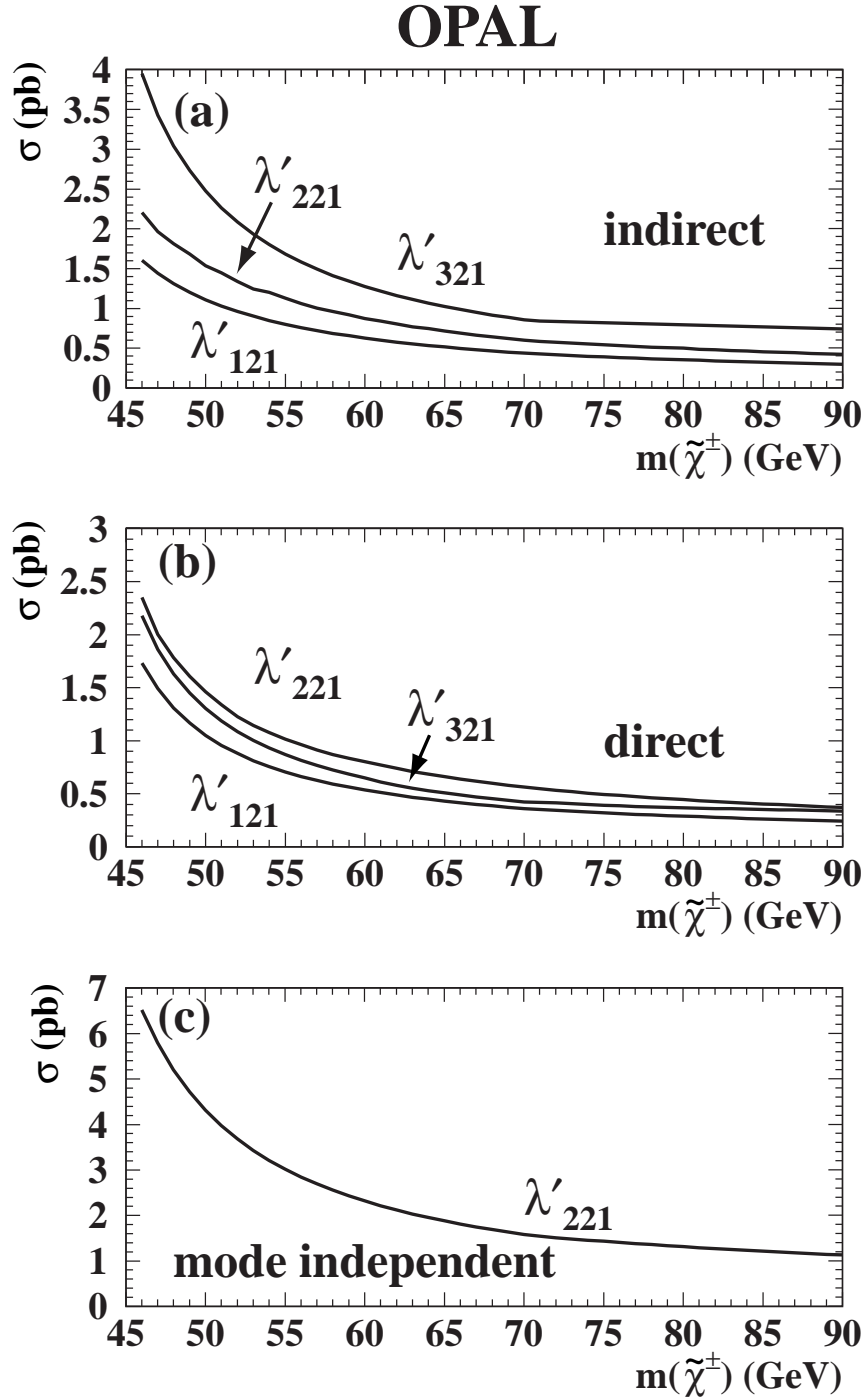 OPAL
σ (pb)
4
3.5
3
2.5
2
1.5
1
0.5
0
(a)
λ′221
λ′321
indirect
λ′121
45 50 55 60 65 70 75 80 85 90
m(χ̃±) (GeV)
σ (pb)
3
2.5
2
1.5
1
0.5
0
(b)
λ′221
λ′321
direct
λ′121
45 50 55 60 65 70 75 80 85 90
m(χ̃±) (GeV)
σ (pb)
7
6
5
4
3
2
1
0
(c)
λ′221
mode independent
45 50 55 60 65 70 75 80 85 90
m(χ̃±) (GeV)